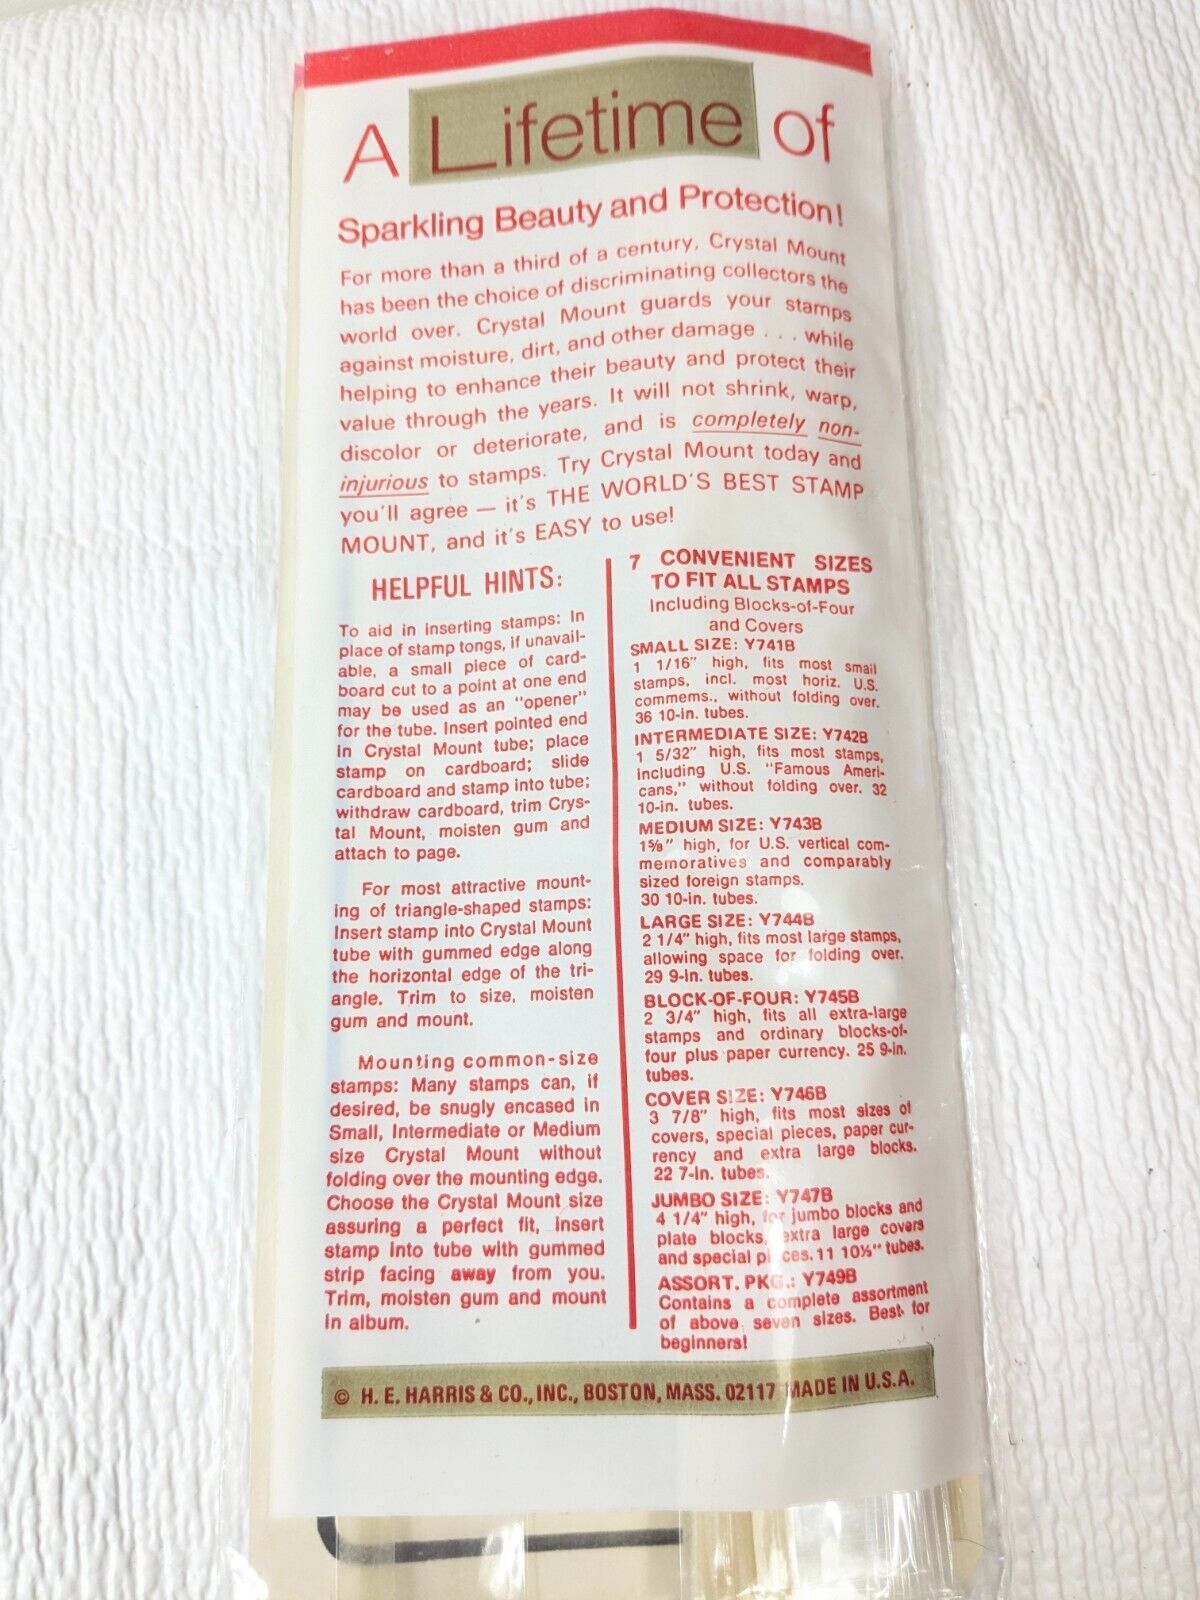 A Lifetime of
Sparkling Beauty and Protection!
For more than a third of a century, Crystal Mount
has been the choice of discriminating collectors the
world over. Crystal Mount guards your stamps
against moisture, dirt, and other damage . . . while
helping to enhance their beauty and protect their
value through the years. It will not shrink, warp,
discolor or deteriorate, and is completely non-
injurious to stamps. Try Crystal Mount today and
you'll agree — it's THE WORLD'S BEST STAMP
MOUNT, and it's EASY to use!
HELPFUL HINTS:
To aid in inserting stamps: In
place of stamp tongs, if unavail-
able, a small piece of card-
board cut to a point at one end
may be used as an "opener"
for the tube. Insert pointed end
in Crystal Mount tube; place
stamp on cardboard; slide
cardboard and stamp into tube;
withdraw cardboard, trim Crys-
tal Mount, moisten gum and
attach to page.
For most attractive mount-
ing of triangle-shaped stamps:
Insert stamp into Crystal Mount
tube with gummed edge along
the horizontal edge of the tri-
angle. Trim to size, moisten
gum and mount.
Mounting common-size
stamps: Many stamps can, if
desired, be snugly encased in
Small, Intermediate or Medium
size Crystal Mount without
folding over the mounting edge.
Choose the Crystal Mount size
assuring a perfect fit, insert
stamp into tube with gummed
strip facing away from you.
Trim, moisten gum and mount
in album.
7 CONVENIENT SIZES
TO FIT ALL STAMPS
Including Blocks-of-Four
and Covers
SMALL SIZE: Y741B
1 1/16" high, fits most small
stamps, incl. most horiz. U.S.
commems., without folding over.
36 10-in. tubes.
INTERMEDIATE SIZE: Y742B
1 5/32" high, fits most stamps,
including U.S. "Famous Ameri-
cans," without folding over. 32
10-in. tubes.
MEDIUM SIZE: Y743B
1⅝" high, for U.S. vertical com-
memoratives and comparably
sized foreign stamps.
30 10-in. tubes.
LARGE SIZE: Y744B
2 1/4" high, fits most large stamps,
allowing space for folding over.
29 9-in. tubes.
BLOCK-OF-FOUR: Y745B
2 3/4" high, fits all extra-large
stamps and ordinary blocks-of-
four plus paper currency. 25 9-in.
tubes.
COVER SIZE: Y746B
3 7/8" high, fits most sizes of
covers, special pieces, paper cur-
rency and extra large blocks.
22 7-in. tubes.
JUMBO SIZE: Y747B
4 1/4" high, for jumbo blocks and
plate blocks, extra large covers
and special pieces. 11 10½" tubes.
ASSORT. PKG.: Y749B
Contains a complete assortment
of above seven sizes. Best for
beginners!
© H. E. HARRIS & CO., INC., BOSTON, MASS. 02117 MADE IN U.S.A.